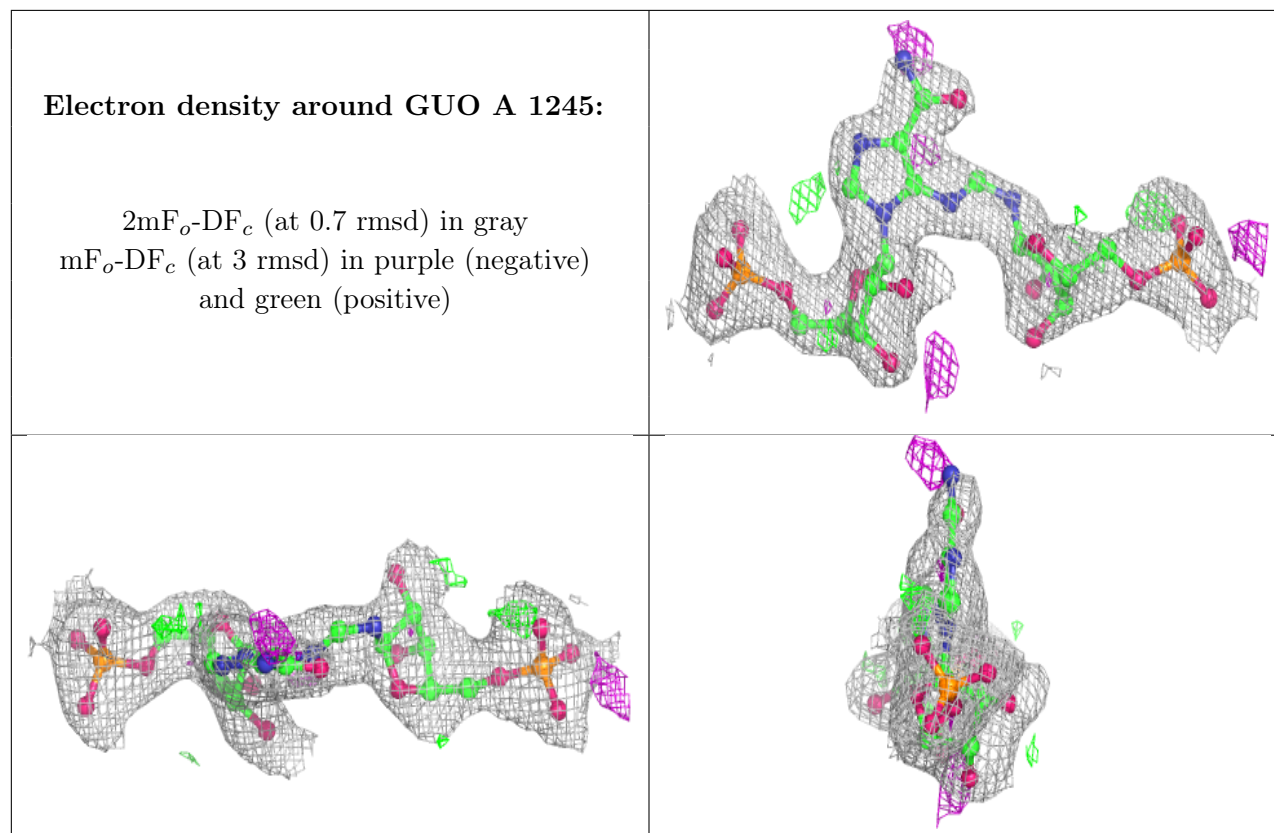 Electron density around GUO A 1245:
2mFo-DFc (at 0.7 rmsd) in gray
mFo-DFc (at 3 rmsd) in purple (negative)
and green (positive)